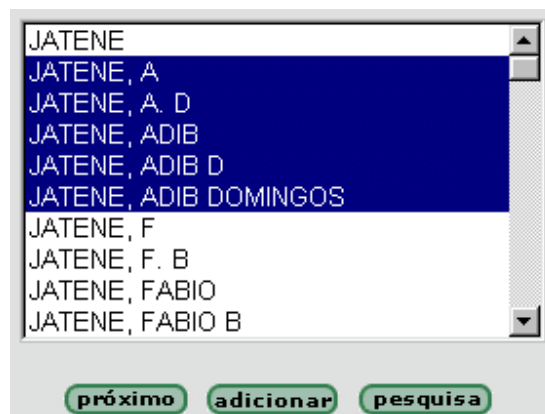 JATENE
JATENE, A
JATENE, A. D
JATENE, ADIB
JATENE, ADIB D
JATENE, ADIB DOMINGOS
JATENE, F
JATENE, F. B
JATENE, FABIO
JATENE, FABIO B
próximo adicionar pesquisa